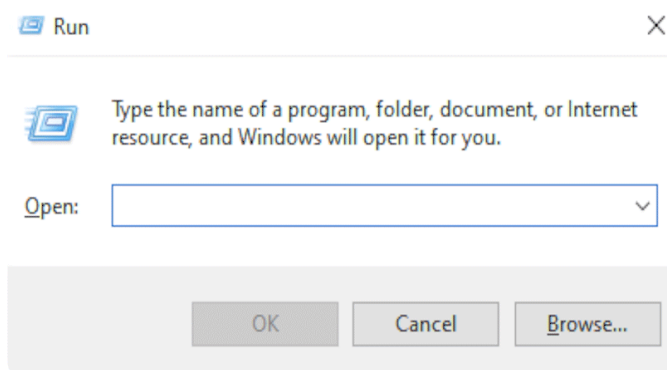 Run
Type the name of a program, folder, document, or Internet
resource, and Windows will open it for you.
Open:
OK Cancel Browse...